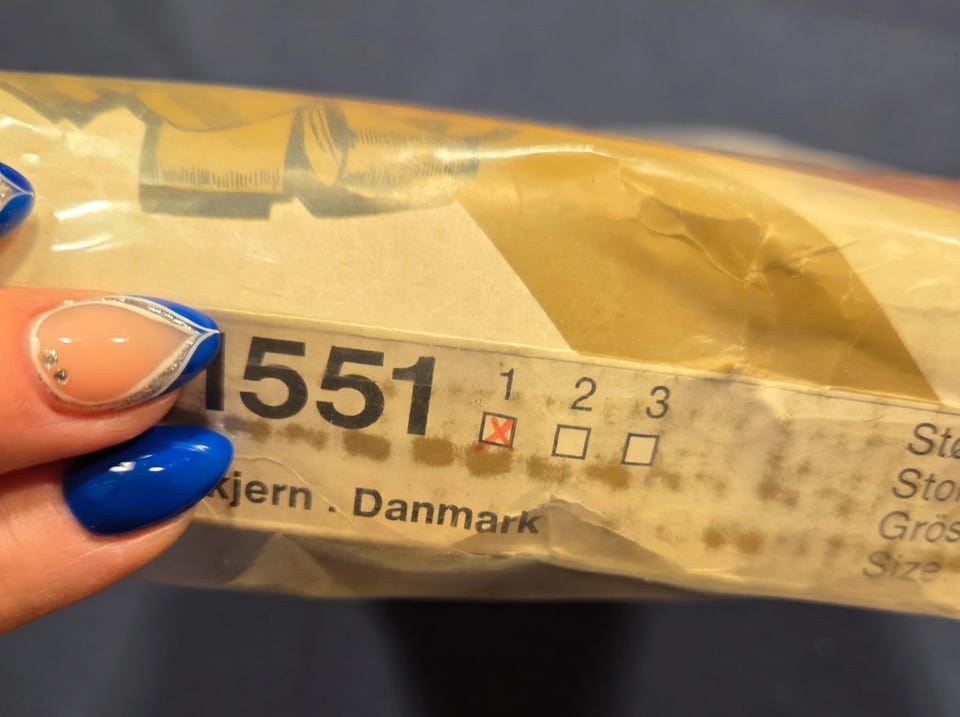 1551 1 2 3
kjern . Danmark
Stø
Stor
Grös
Size